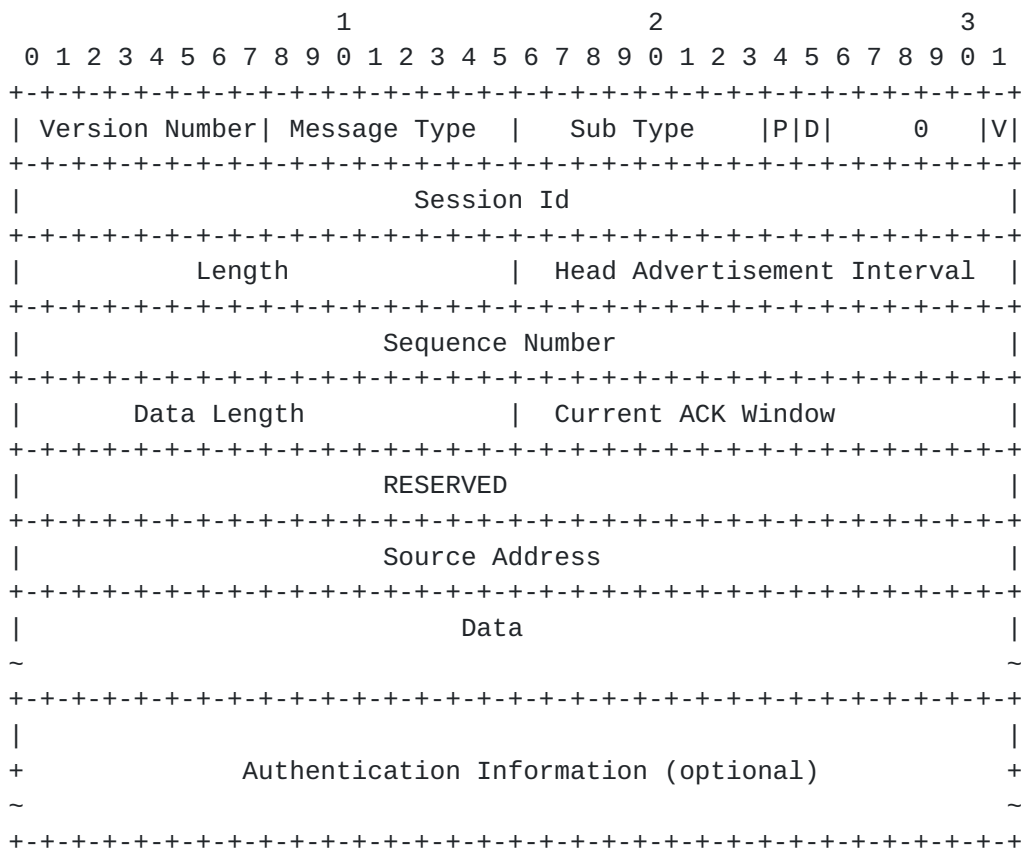 1                   2                   3
 0 1 2 3 4 5 6 7 8 9 0 1 2 3 4 5 6 7 8 9 0 1 2 3 4 5 6 7 8 9 0 1
+-+-+-+-+-+-+-+-+-+-+-+-+-+-+-+-+-+-+-+-+-+-+-+-+-+-+-+-+-+-+-+-+
| Version Number| Message Type  |   Sub Type    |P|D|     0   |V|
+-+-+-+-+-+-+-+-+-+-+-+-+-+-+-+-+-+-+-+-+-+-+-+-+-+-+-+-+-+-+-+-+
|                         Session Id                            |
+-+-+-+-+-+-+-+-+-+-+-+-+-+-+-+-+-+-+-+-+-+-+-+-+-+-+-+-+-+-+-+-+
|           Length              |  Head Advertisement Interval  |
+-+-+-+-+-+-+-+-+-+-+-+-+-+-+-+-+-+-+-+-+-+-+-+-+-+-+-+-+-+-+-+-+
|                       Sequence Number                         |
+-+-+-+-+-+-+-+-+-+-+-+-+-+-+-+-+-+-+-+-+-+-+-+-+-+-+-+-+-+-+-+-+
|       Data Length             |  Current ACK Window           |
+-+-+-+-+-+-+-+-+-+-+-+-+-+-+-+-+-+-+-+-+-+-+-+-+-+-+-+-+-+-+-+-+
|                       RESERVED                                |
+-+-+-+-+-+-+-+-+-+-+-+-+-+-+-+-+-+-+-+-+-+-+-+-+-+-+-+-+-+-+-+-+
|                       Source Address                          |
+-+-+-+-+-+-+-+-+-+-+-+-+-+-+-+-+-+-+-+-+-+-+-+-+-+-+-+-+-+-+-+-+
|                            Data                               |
~                                                               ~
+-+-+-+-+-+-+-+-+-+-+-+-+-+-+-+-+-+-+-+-+-+-+-+-+-+-+-+-+-+-+-+-+
|                                                               |
+              Authentication Information (optional)            +
~                                                               ~
+-+-+-+-+-+-+-+-+-+-+-+-+-+-+-+-+-+-+-+-+-+-+-+-+-+-+-+-+-+-+-+-+